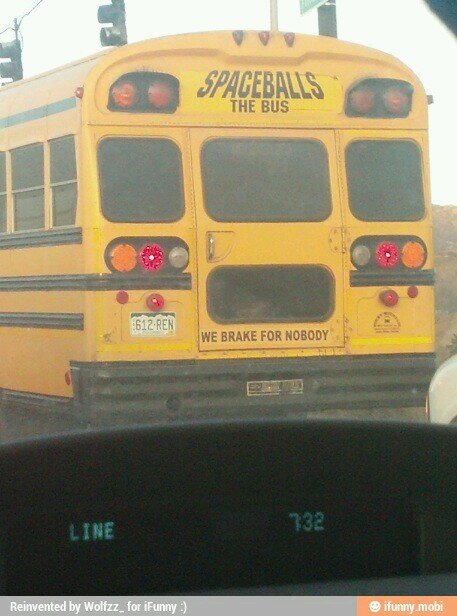 SPACEBALLS
THE BUS
612-REN
WE BRAKE FOR NOBODY
LINE 732
Reinvented by Wolfzz_ for iFunny :)
ifunny.mobi